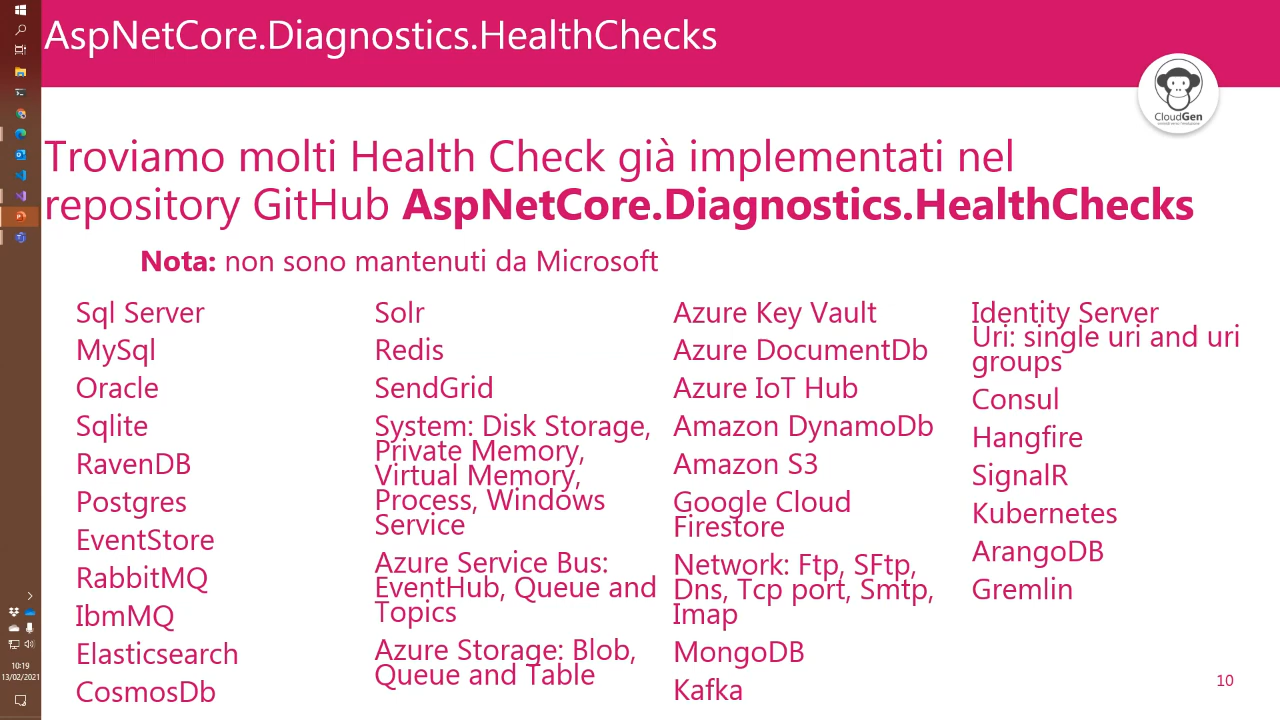 AspNetCore.Diagnostics.HealthChecks
CloudGen
Troviamo molti Health Check già implementati nel
repository GitHub AspNetCore.Diagnostics.HealthChecks
Nota: non sono mantenuti da Microsoft
Sql Server
MySql
Oracle
Sqlite
RavenDB
Postgres
EventStore
RabbitMQ
IbmMQ
Elasticsearch
CosmosDb
Solr
Redis
SendGrid
System: Disk Storage,
Private Memory,
Virtual Memory,
Process, Windows
Service
Azure Service Bus:
EventHub, Queue and
Topics
Azure Storage: Blob,
Queue and Table
Azure Key Vault
Azure DocumentDb
Azure IoT Hub
Amazon DynamoDb
Amazon S3
Google Cloud
Firestore
Network: Ftp, SFtp,
Dns, Tcp port, Smtp,
Imap
MongoDB
Kafka
Identity Server
Uri: single uri and uri
groups
Consul
Hangfire
SignalR
Kubernetes
ArangoDB
Gremlin
10
10:19
13/02/2021